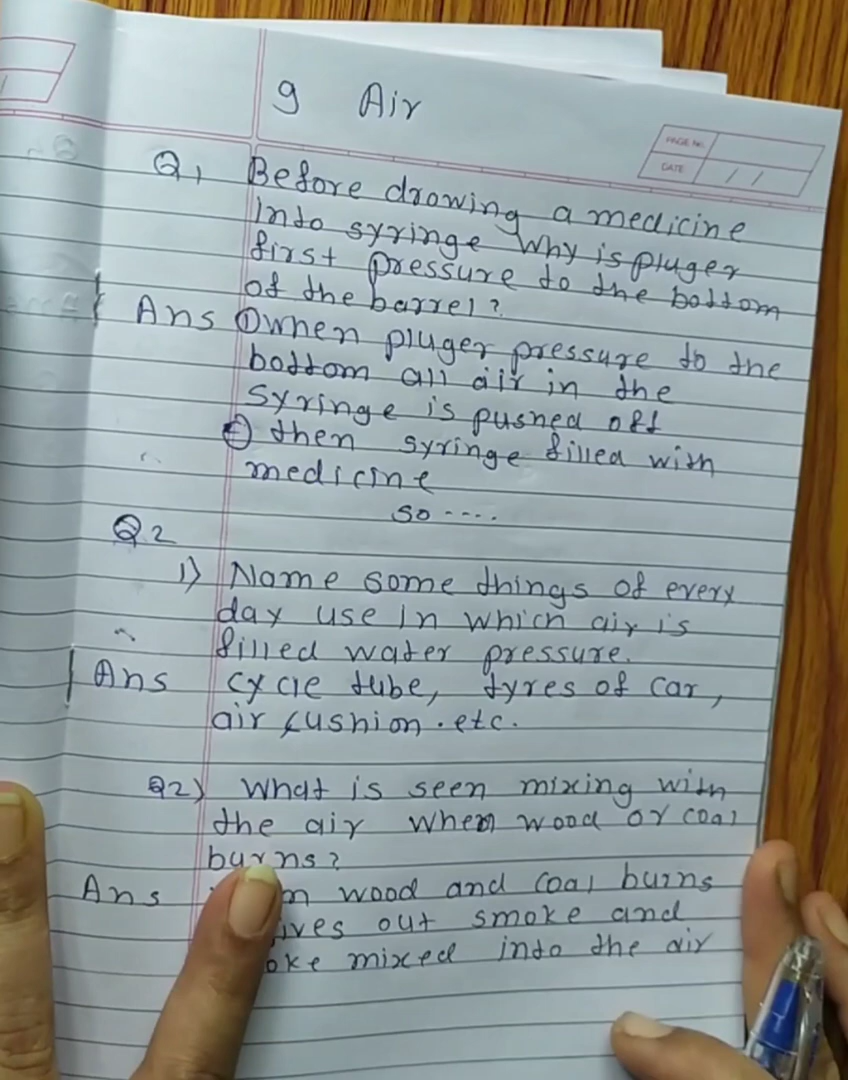 9 Air
PAGE NO.
DATE / /
Q1 Before drowing a medicine
into syringe why is pluger
first pressure to the bottom
of the barrel?
Ans ① when pluger pressure to the
bottom all air in the
syringe is pushed off
② then syringe filled with
medicine
so ....
Q2
1) Name some things of every
day use in which air is
filled water pressure.
Ans cycle tube, tyres of car,
air cushion. etc.
Q2) What is seen mixing with
the air when wood or coal
burns?
Ans wood and coal burns
out smoke and
mixed into the air